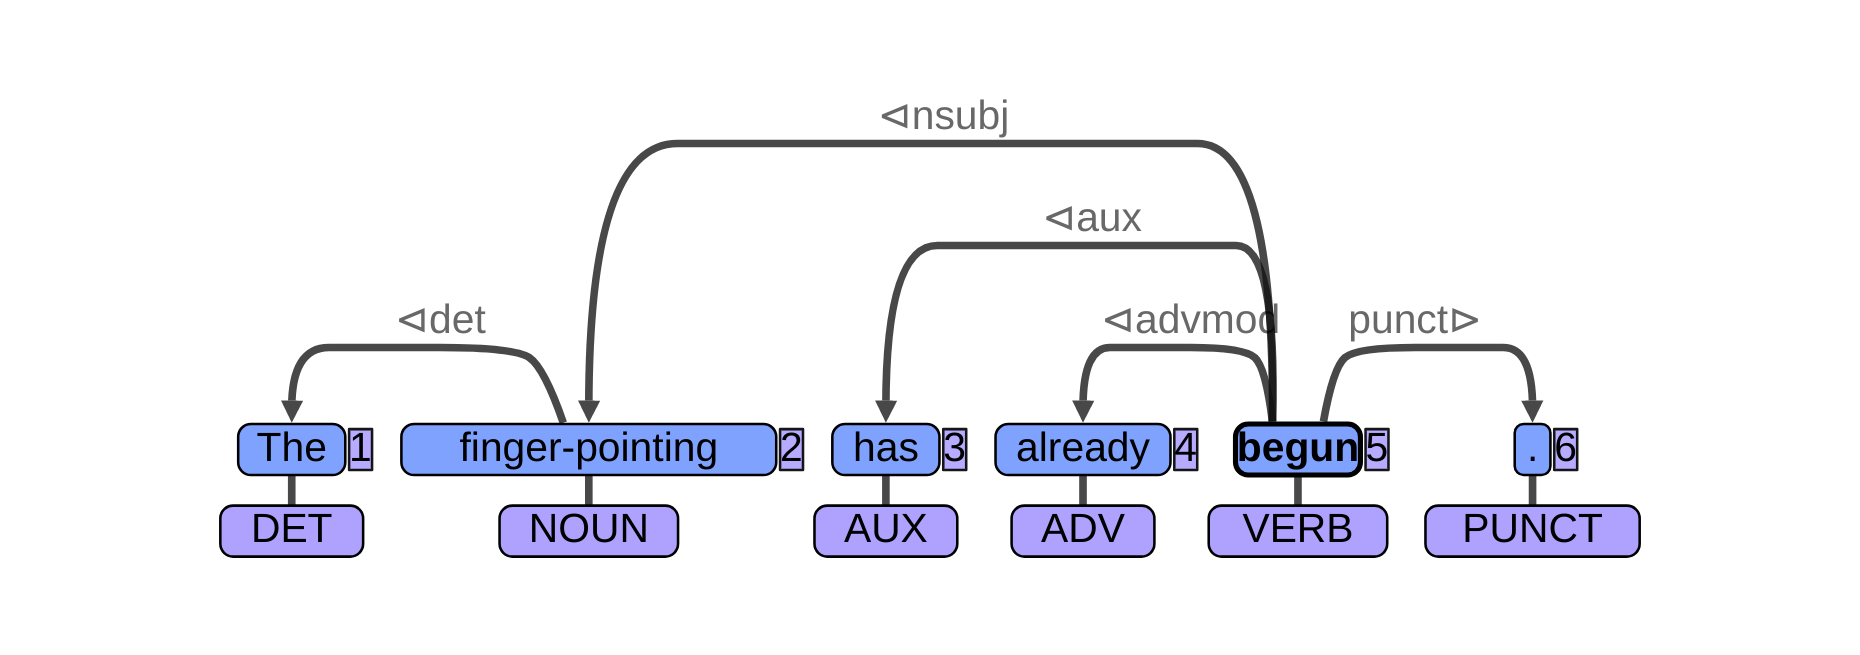 ⊲nsubj
⊲aux
⊲det ⊲advmod punct⊳
The 1 finger-pointing 2 has 3 already 4 begun 5 . 6
DET NOUN AUX ADV VERB PUNCT